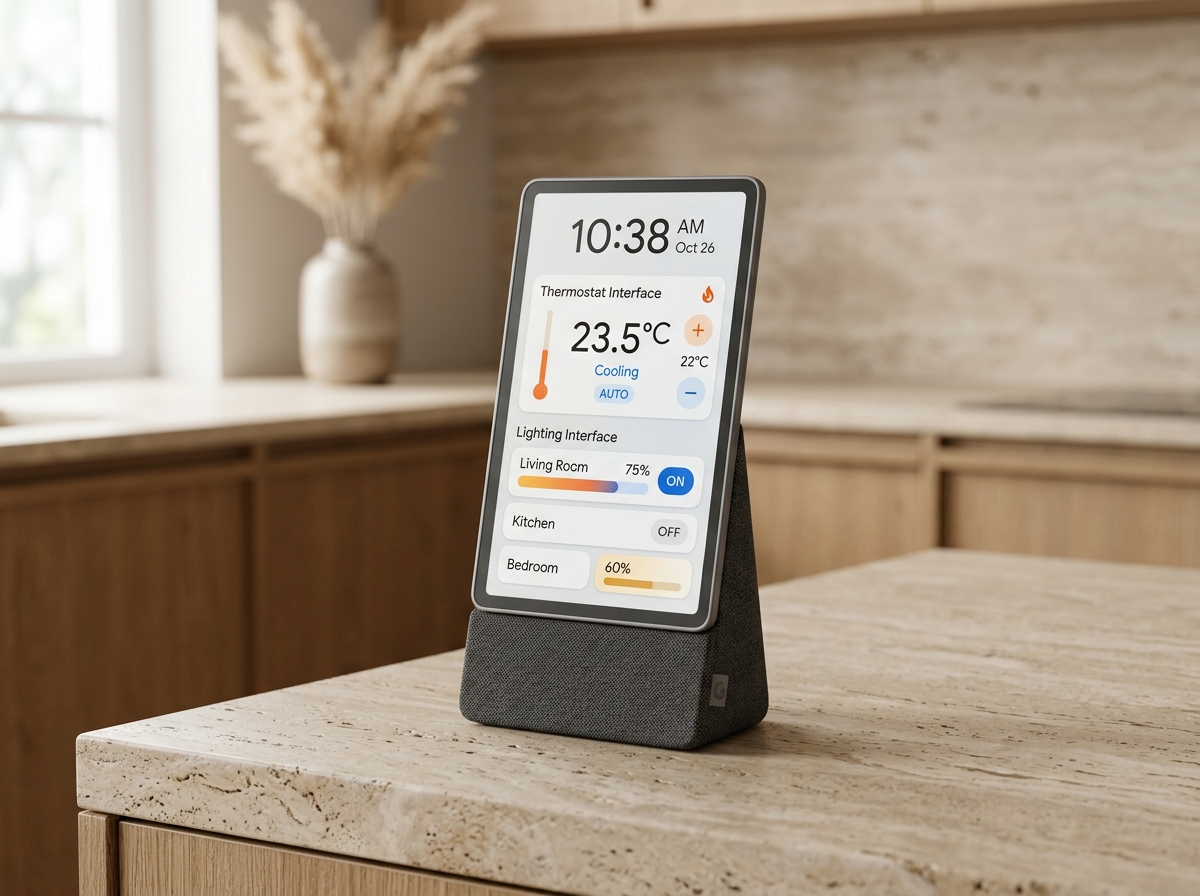 10:38 AM
Oct 26
Thermostat Interface
23.5°C
+
22°C
Cooling
AUTO
−
Lighting Interface
Living Room 75% ON
Kitchen OFF
Bedroom 60%